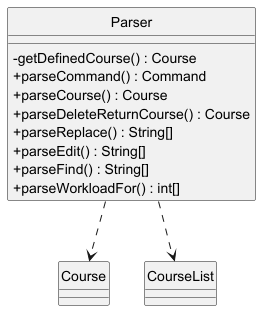 Parser
-getDefinedCourse() : Course
+parseCommand() : Command
+parseCourse() : Course
+parseDeleteReturnCourse() : Course
+parseReplace() : String[]
+parseEdit() : String[]
+parseFind() : String[]
+parseWorkloadFor() : int[]
Course
CourseList